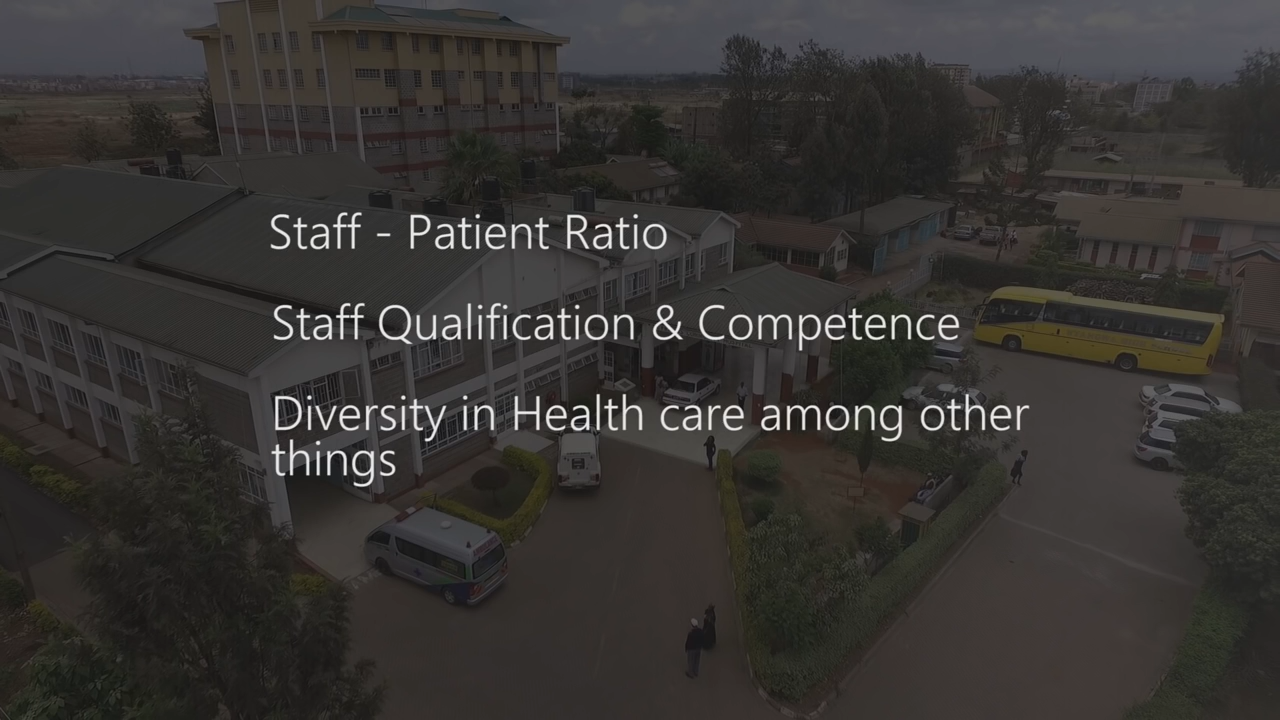 Staff - Patient Ratio
Staff Qualification & Competence
Diversity in Health care among other
things